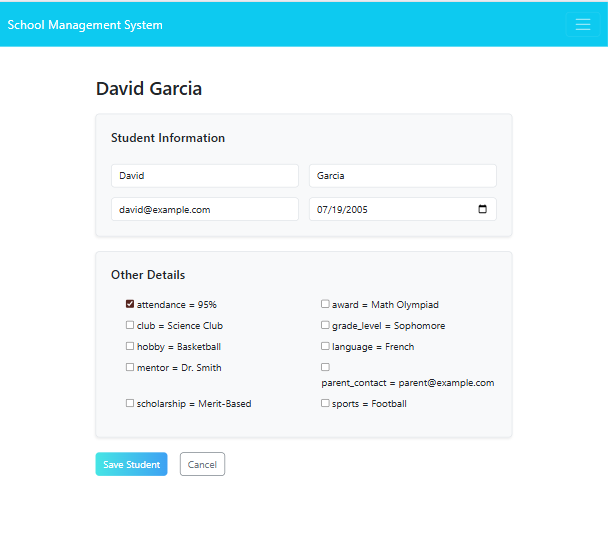 School Management System
David Garcia
Student Information
David Garcia
david@example.com 07/19/2005
Other Details
attendance = 95% award = Math Olympiad
club = Science Club grade_level = Sophomore
hobby = Basketball language = French
mentor = Dr. Smith
parent_contact = parent@example.com
scholarship = Merit-Based sports = Football
Save Student Cancel